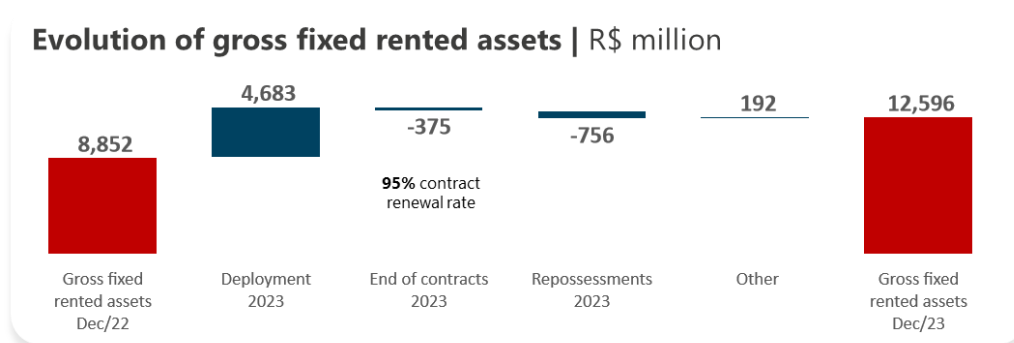 Evolution of gross fixed rented assets | R$ million
8,852
4,683
-375
-756
192
12,596
95% contract
renewal rate
Gross fixed
rented assets
Dec/22
Deployment
2023
End of contracts
2023
Repossessments
2023
Other
Gross fixed
rented assets
Dec/23